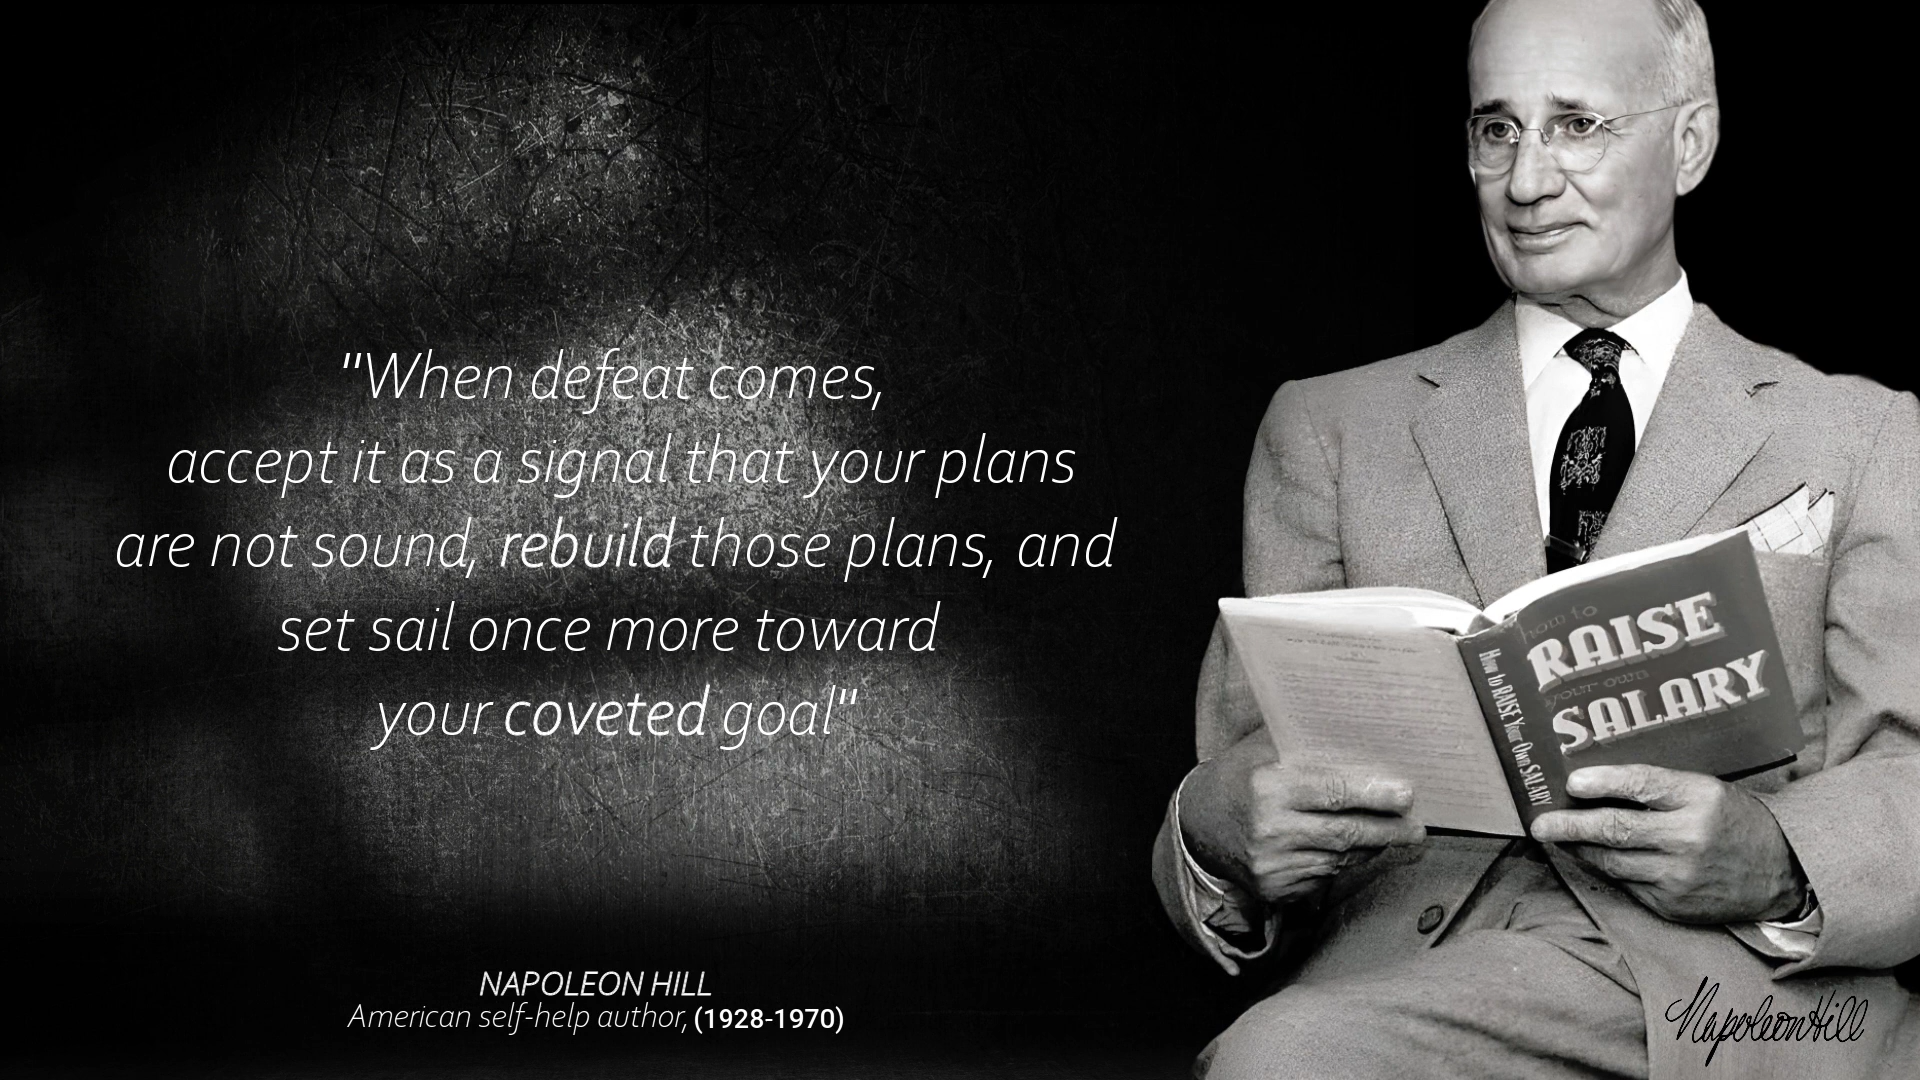 "When defeat comes,
accept it as a signal that your plans
are not sound, rebuild those plans, and
set sail once more toward
your coveted goal"
NAPOLEON HILL
American self-help author, (1928-1970)
how to
RAISE
your own
SALARY
How to RAISE Your Own SALARY
Napoleon Hill